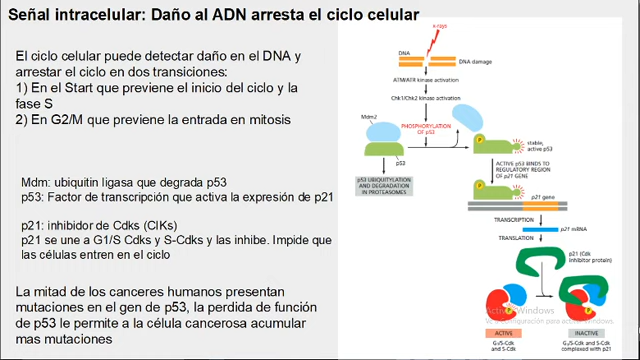 Señal intracelular: Daño al ADN arresta el ciclo celular
El ciclo celular puede detectar daño en el DNA y
arrestar el ciclo en dos transiciones:
1) En el Start que previene el inicio del ciclo y la
fase S
2) En G2/M que previene la entrada en mitosis
Mdm: ubiquitin ligasa que degrada p53
p53: Factor de transcripción que activa la expresión de p21
p21: inhibidor de Cdks (CIKs)
p21 se une a G1/S Cdks y S-Cdks y las inhibe. Impide que
las células entren en el ciclo
La mitad de los canceres humanos presentan
mutaciones en el gen de p53, la perdida de función
de p53 le permite a la célula cancerosa acumular
mas mutaciones
x-rays
DNA
DNA damage
ATM/ATR kinase activation
Chk1/Chk2 kinase activation
Mdm2
PHOSPHORYLATION
OF p53
P
stable,
active p53
p53
p53 UBIQUITYLATION
AND DEGRADATION
IN PROTEASOMES
ACTIVE p53 BINDS TO
REGULATORY REGION
OF p21 GENE
P
p21 gene
TRANSCRIPTION
p21 mRNA
TRANSLATION
p21 (Cdk
inhibitor protein)
ACTIVE
G₁/S-Cdk
and S-Cdk
INACTIVE
G₁/S-Cdk and S-Cdk
complexed with p21